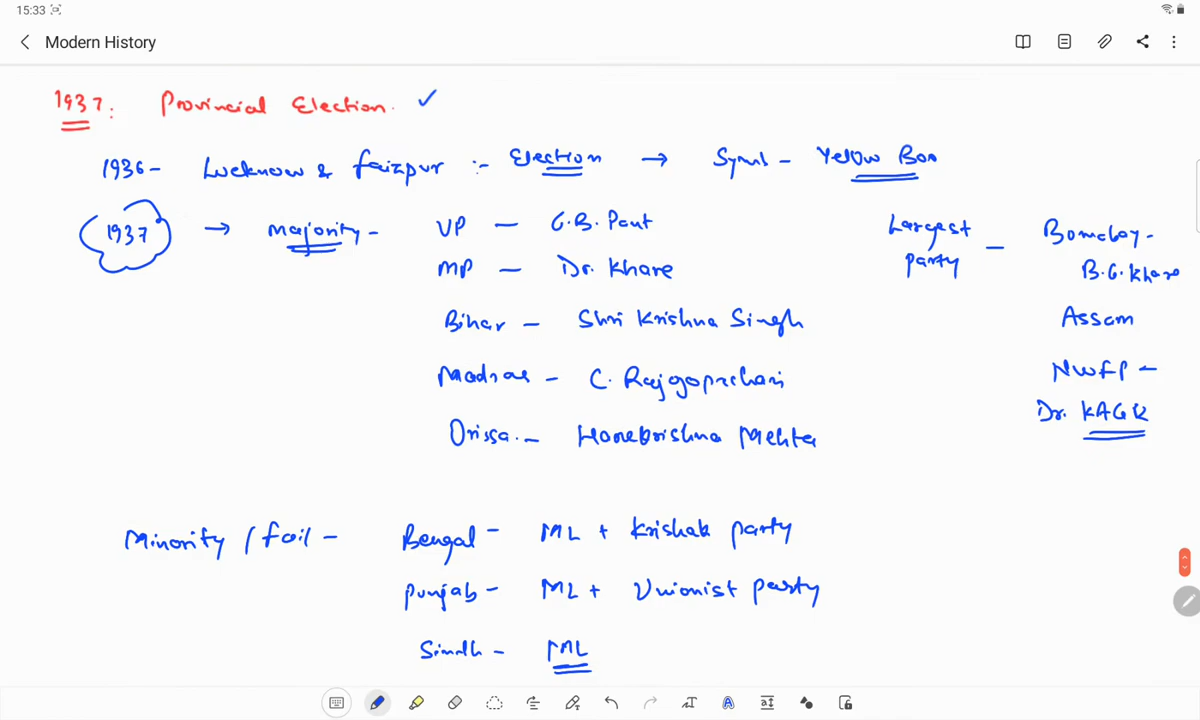 15:33
Modern History
1937: Provincial Election. ✓
1936- Lucknow & faizpur :- Election → Symbl - Yellow Box
1937 → Majority - UP — G.B. Pant
MP — Dr. Khare
Bihar — Shri Krishna Singh
Madras — C. Rajgopachari
Orissa. — Harekrishna Mehta
Largest party — Bombay -
B.G. Khare
Assam
NWFP —
Dr. KAGK
Minority / fail - Bengal - ML + Krishak party
Punjab - ML + Unionist party
Sindh - ML